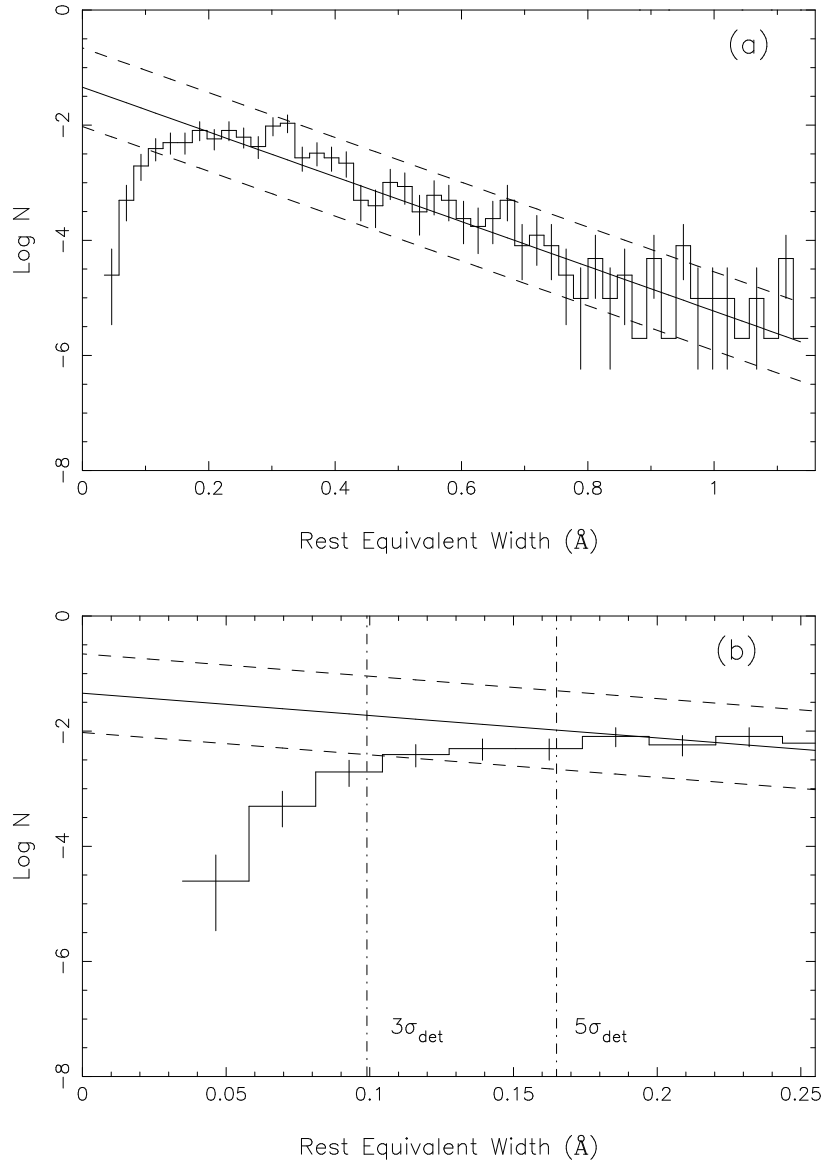 (a)
0
-2
-4
-6
-8
Log N
0 0.2 0.4 0.6 0.8 1
Rest Equivalent Width (Å)
(b)
0
-2
-4
-6
-8
Log N
3σdet 5σdet
0 0.05 0.1 0.15 0.2 0.25
Rest Equivalent Width (Å)